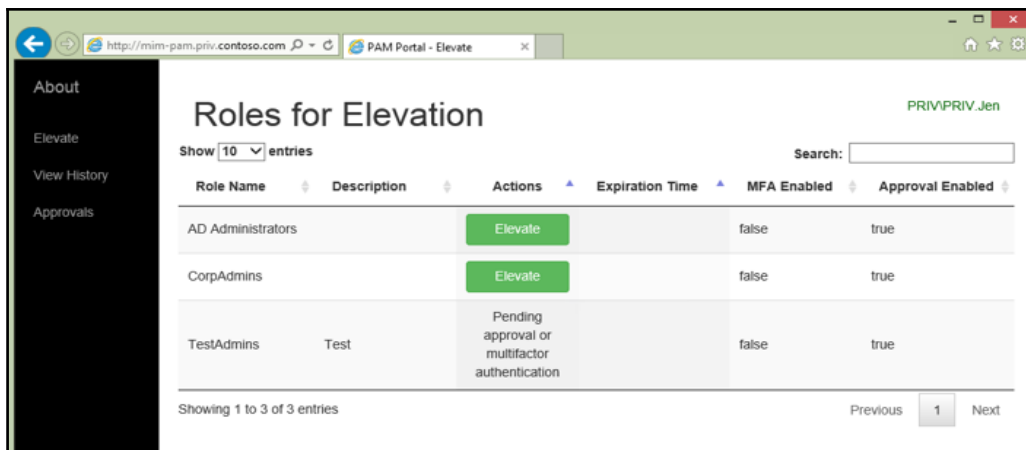 http://mim-pam.priv.contoso.com
PAM Portal - Elevate
About
Elevate
View History
Approvals
Roles for Elevation
PRIV\PRIV.Jen
Show 10 entries
Search:
Role Name Description Actions Expiration Time MFA Enabled Approval Enabled
AD Administrators Elevate false true
CorpAdmins Elevate false true
TestAdmins Test Pending approval or multifactor authentication false true
Showing 1 to 3 of 3 entries
Previous 1 Next